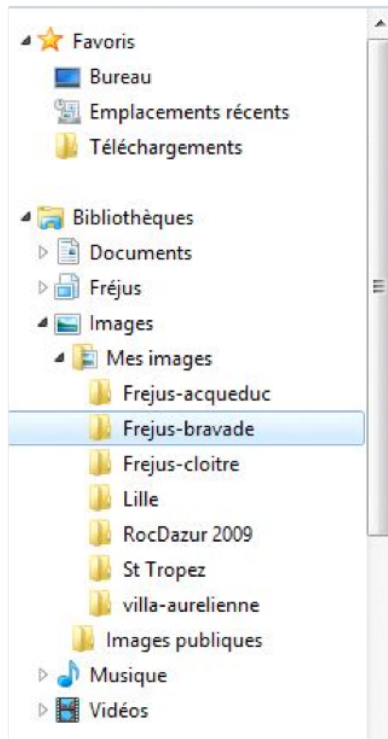 Favoris
Bureau
Emplacements récents
Téléchargements
Bibliothèques
Documents
Fréjus
Images
Mes images
Frejus-acqueduc
Frejus-bravade
Frejus-cloitre
Lille
RocDazur 2009
St Tropez
villa-aurelienne
Images publiques
Musique
Vidéos